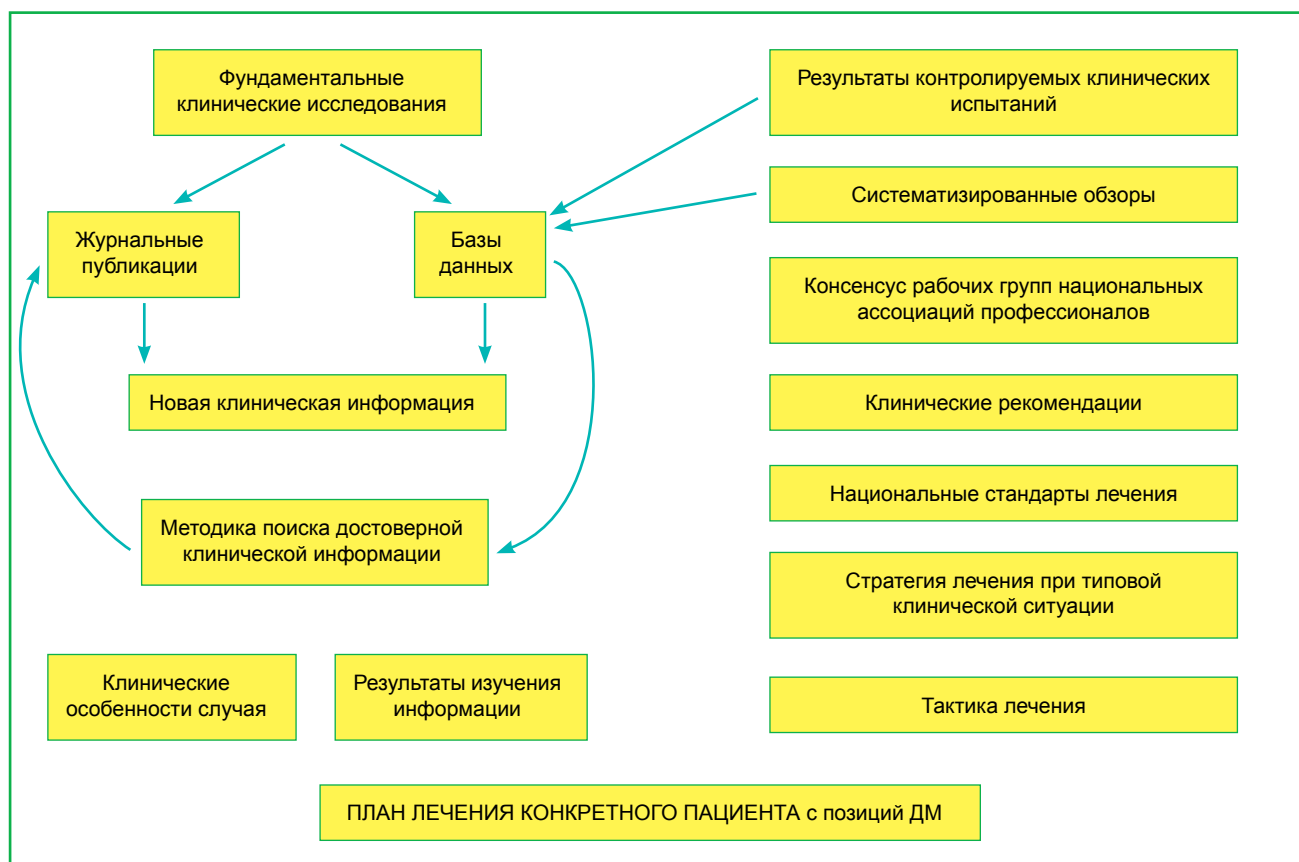 Фундаментальные
клинические исследования
Журнальные
публикации
Базы
данных
Новая клиническая информация
Методика поиска достоверной
клинической информации
Клинические
особенности случая
Результаты изучения
информации
Результаты контролируемых клинических
испытаний
Систематизированные обзоры
Консенсус рабочих групп национальных
ассоциаций профессионалов
Клинические рекомендации
Национальные стандарты лечения
Стратегия лечения при типовой
клинической ситуации
Тактика лечения
ПЛАН ЛЕЧЕНИЯ КОНКРЕТНОГО ПАЦИЕНТА с позиций ДМ